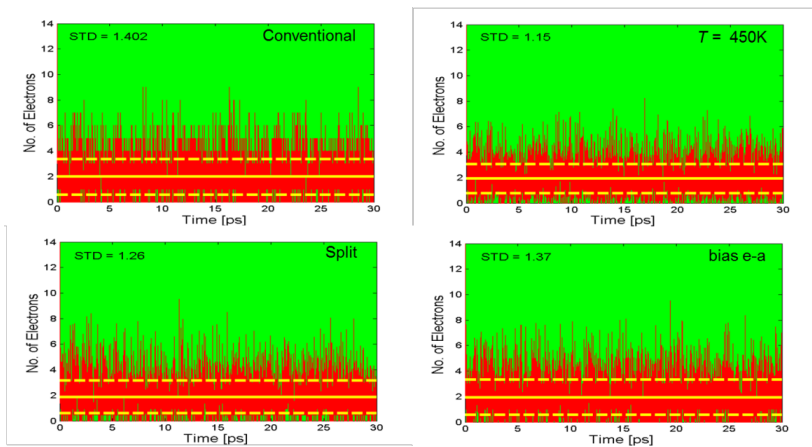 STD = 1.402
Conventional
No. of Electrons
14
12
10
8
6
4
2
0
0 5 10 15 20 25 30
Time [ps]
STD = 1.15
T = 450K
No. of Electrons
14
12
10
8
6
4
2
0
0 5 10 15 20 25 30
Time [ps]
STD = 1.26
Split
No. of Electrons
14
12
10
8
6
4
2
0
0 5 10 15 20 25 30
Time [ps]
STD = 1.37
bias e-a
No. of Electrons
14
12
10
8
6
4
2
0
0 5 10 15 20 25 30
Time [ps]